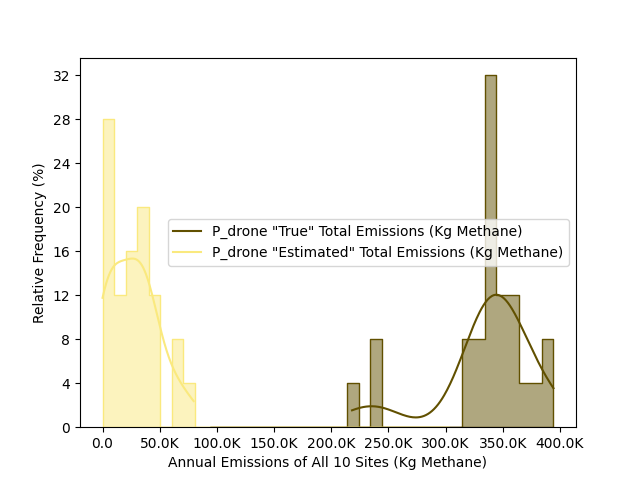 32
28
24
20
16
12
8
4
0
Relative Frequency (%)
P_drone "True" Total Emissions (Kg Methane)
P_drone "Estimated" Total Emissions (Kg Methane)
0.0 50.0K 100.0K 150.0K 200.0K 250.0K 300.0K 350.0K 400.0K
Annual Emissions of All 10 Sites (Kg Methane)